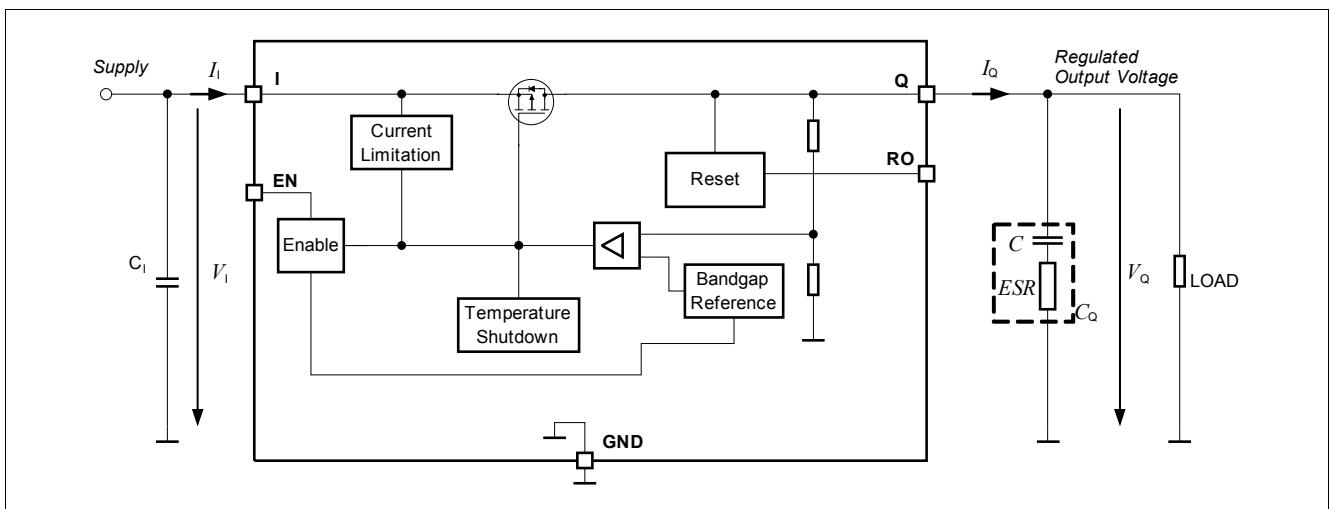 Supply
I_I
I
Q
I_Q
Regulated
Output Voltage
Current
Limitation
RO
Reset
EN
Enable
C_I
V_I
Bandgap
Reference
Temperature
Shutdown
C
ESR
C_Q
V_Q
LOAD
GND